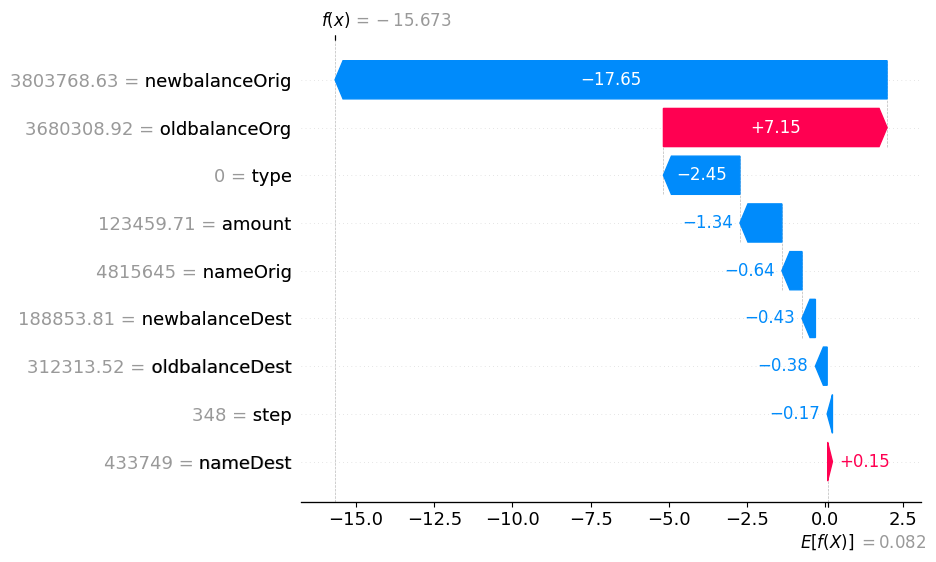 f(x) = −15.673
3803768.63 = newbalanceOrig −17.65
3680308.92 = oldbalanceOrg +7.15
0 = type −2.45
123459.71 = amount −1.34
4815645 = nameOrig −0.64
188853.81 = newbalanceDest −0.43
312313.52 = oldbalanceDest −0.38
348 = step −0.17
433749 = nameDest +0.15
−15.0 −12.5 −10.0 −7.5 −5.0 −2.5 0.0 2.5
E[f(X)] = 0.082